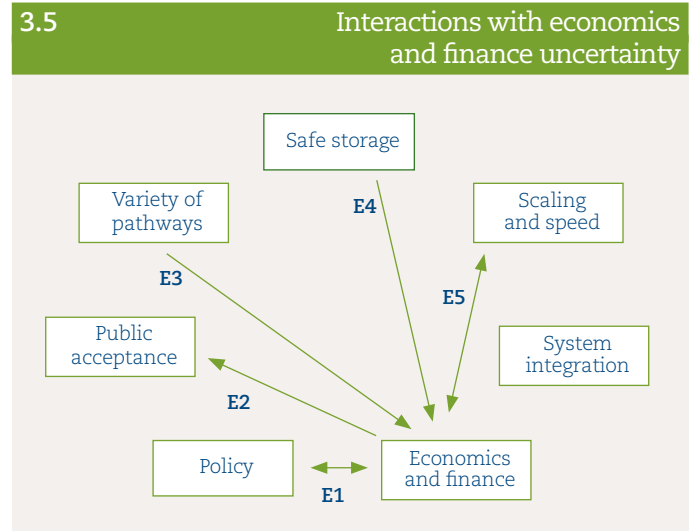 3.5
Interactions with economics
and finance uncertainty
Safe storage
Variety of
pathways
Scaling
and speed
E4
E3
E5
Public
acceptance
System
integration
E2
Policy
Economics
and finance
E1